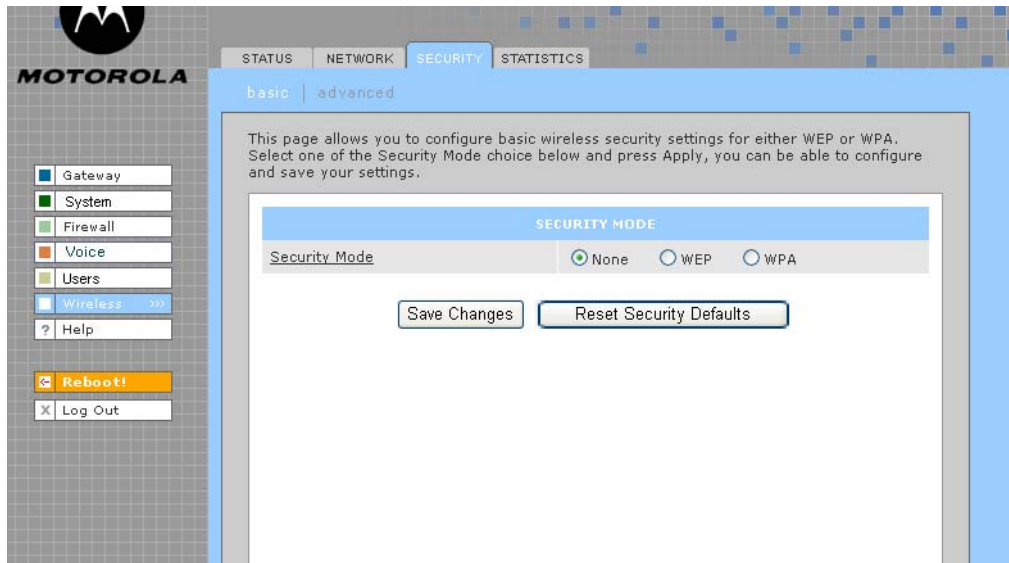 MOTOROLA
STATUS NETWORK SECURITY STATISTICS
basic | advanced
This page allows you to configure basic wireless security settings for either WEP or WPA.
Select one of the Security Mode choice below and press Apply, you can be able to configure
and save your settings.
Gateway
System
Firewall
Voice
Users
Wireless >>>
? Help
Reboot!
X Log Out
SECURITY MODE
Security Mode None WEP WPA
Save Changes Reset Security Defaults